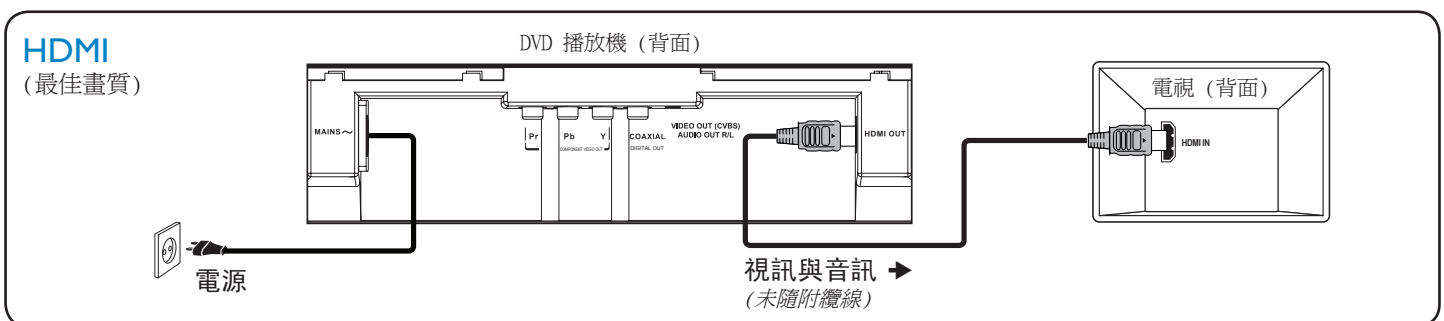 HDMI
(最佳畫質)
DVD 播放機 (背面)
MAINS～
Pr Pb Y
COMPONENT VIDEO OUT
COAXIAL
DIGITAL OUT
VIDEO OUT (CVBS)
AUDIO OUT R/L
HDMI OUT
電視 (背面)
HDMI IN
電源
視訊與音訊 ➔
(未隨附纜線)